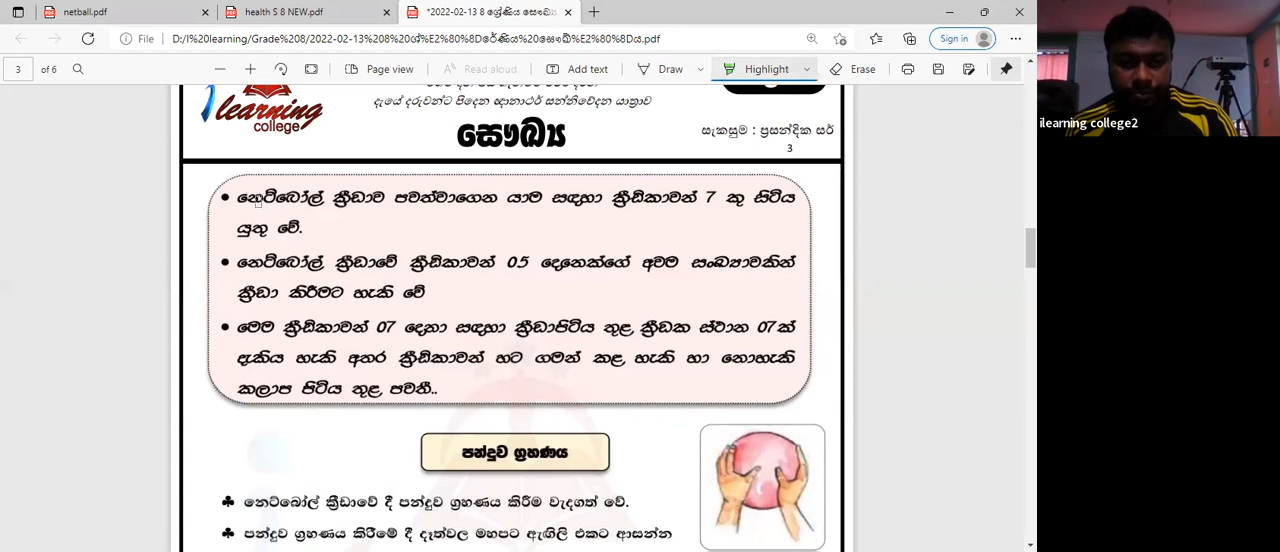 netball.pdf
health S 8 NEW.pdf
*2022-02-13 8 ශ්‍රේණිය සෞඛ්‍ය
File
D:/I%20learning/Grade%208/2022-02-13%208%20ශ්%E2%80%8Dරේණිය%20සෞඛ්%E2%80%8Dය.pdf
Sign in
3 of 6
Page view
Read aloud
Add text
Draw
Highlight
Erase
learning
college
දැයේ දරුවන්ට පිදෙන ඥානාර්ථ සන්නිවේදන යාත්‍රාව
සෞඛ්‍ය
සැකසුම : ප්‍රසන්දික සර්
3
ilearning college2
• නෙට්බෝල් ක්‍රීඩාව පවත්වාගෙන යාම සඳහා ක්‍රීඩිකාවන් 7 කු සිටිය
යුතු වේ.
• නෙට්බෝල් ක්‍රීඩාවේ ක්‍රීඩිකාවන් 05 දෙනෙක්ගේ අවම සංඛ්‍යාවකින්
ක්‍රීඩා කිරීමට හැකි වේ
• මෙම ක්‍රීඩිකාවන් 07 දෙනා සඳහා ක්‍රීඩාපිටිය තුළ ක්‍රීඩක ස්ථාන 07ක්
දැකිය හැකි අතර ක්‍රීඩිකාවන් හට ගමන් කළ හැකි හා නොහැකි
කලාප පිටිය තුළ පවතී..
පන්දුව ග්‍රහණය
♣ නෙට්බෝල් ක්‍රීඩාවේ දී පන්දුව ග්‍රහණය කිරීම වැදගත් වේ.
♣ පන්දුව ග්‍රහණය කිරීමේ දී දෑත්වල මහපට ඇඟිලි එකට ආසන්න